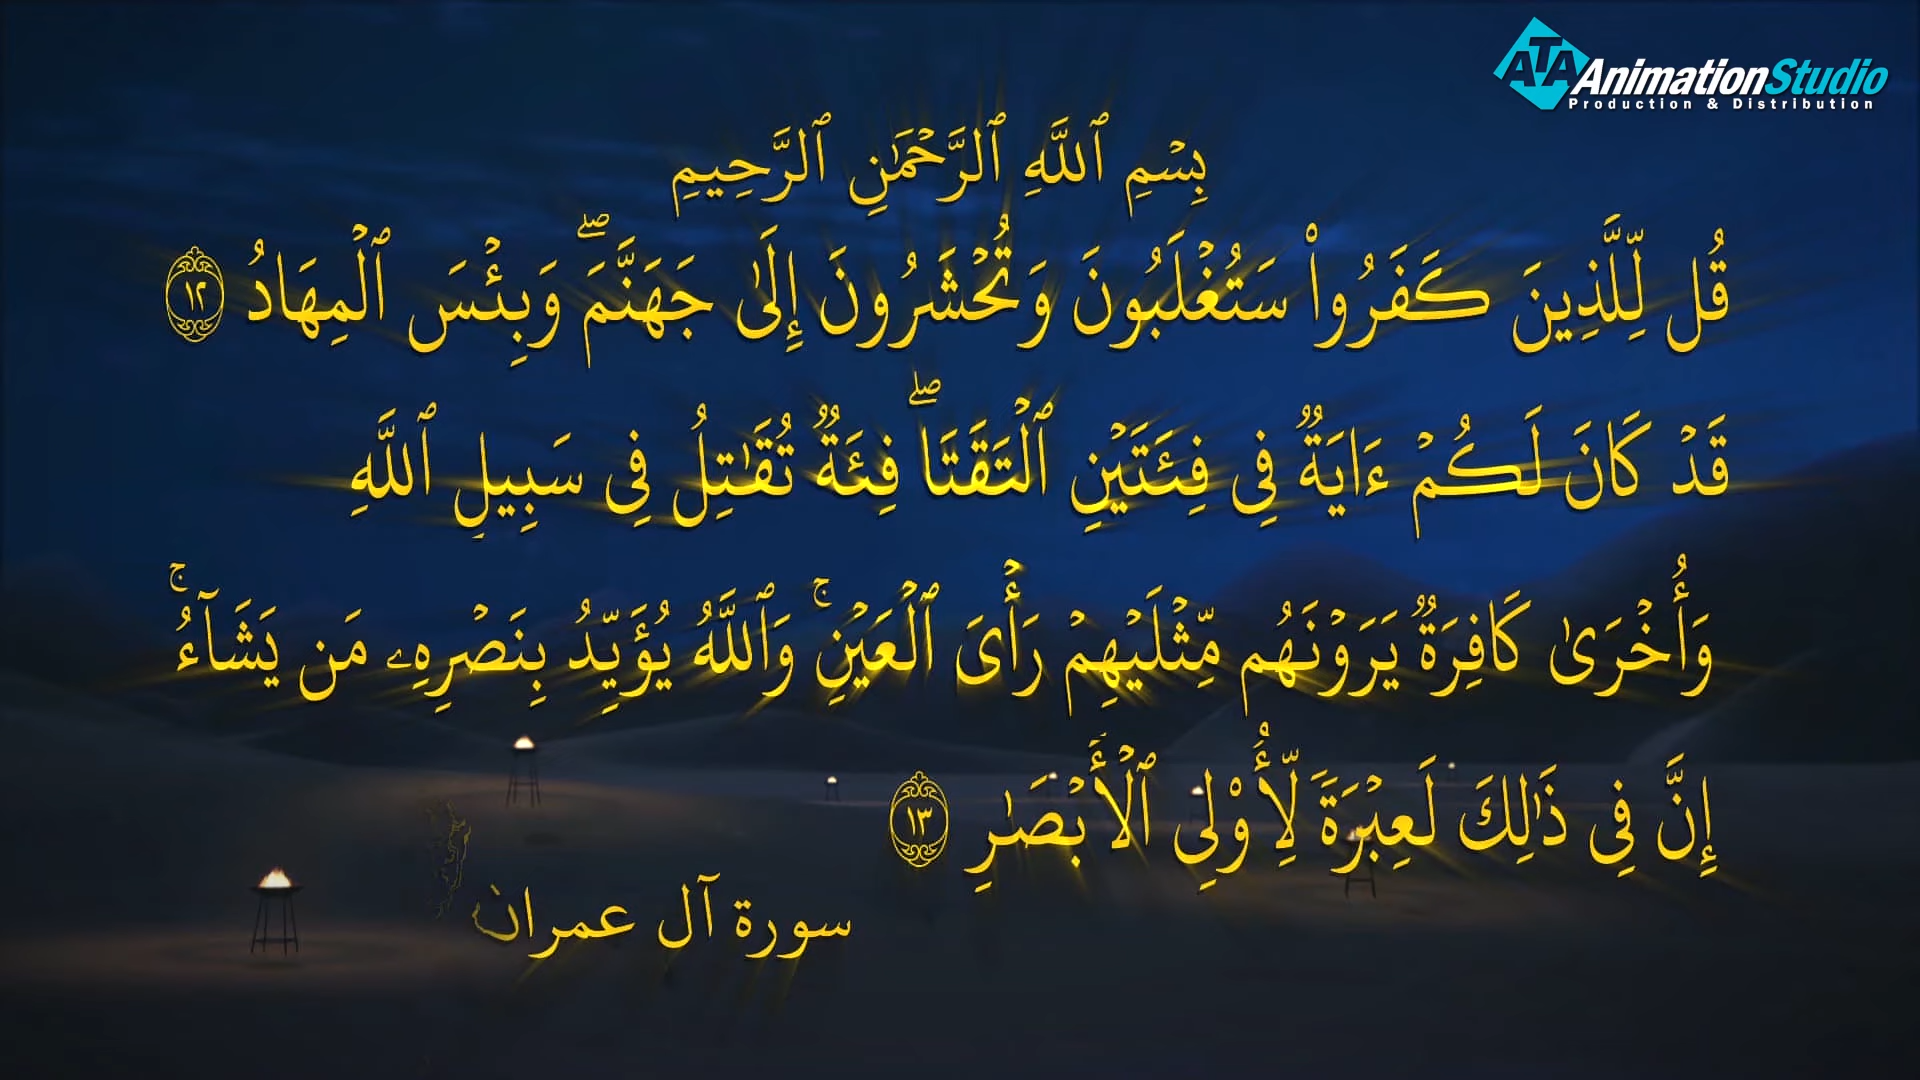 ATA AnimationStudio
Production & Distribution
بِسْمِ ٱللَّهِ ٱلرَّحْمَٰنِ ٱلرَّحِيمِ
قُل لِّلَّذِينَ كَفَرُوا۟ سَتُغْلَبُونَ وَتُحْشَرُونَ إِلَىٰ جَهَنَّمَ ۖ وَبِئْسَ ٱلْمِهَادُ ١٢
قَدْ كَانَ لَكُمْ ءَايَةٌ فِى فِئَتَيْنِ ٱلْتَقَتَا ۖ فِئَةٌ تُقَٰتِلُ فِى سَبِيلِ ٱللَّهِ
وَأُخْرَىٰ كَافِرَةٌ يَرَوْنَهُم مِّثْلَيْهِمْ رَأْىَ ٱلْعَيْنِ ۚ وَٱللَّهُ يُؤَيِّدُ بِنَصْرِهِۦ مَن يَشَآءُ ۚ
إِنَّ فِى ذَٰلِكَ لَعِبْرَةً لِّأُو۟لِى ٱلْأَبْصَٰرِ ١٣
سورة آل عمران